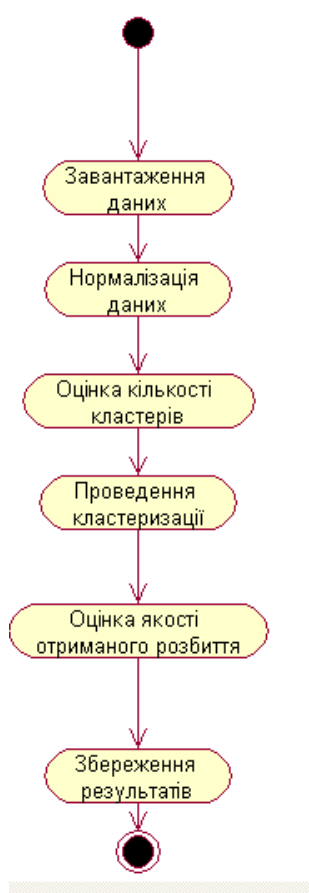 Завантаження
даних
Нормалізація
даних
Оцінка кількості
кластерів
Проведення
кластеризації
Оцінка якості
отриманого розбиття
Збереження
результатів